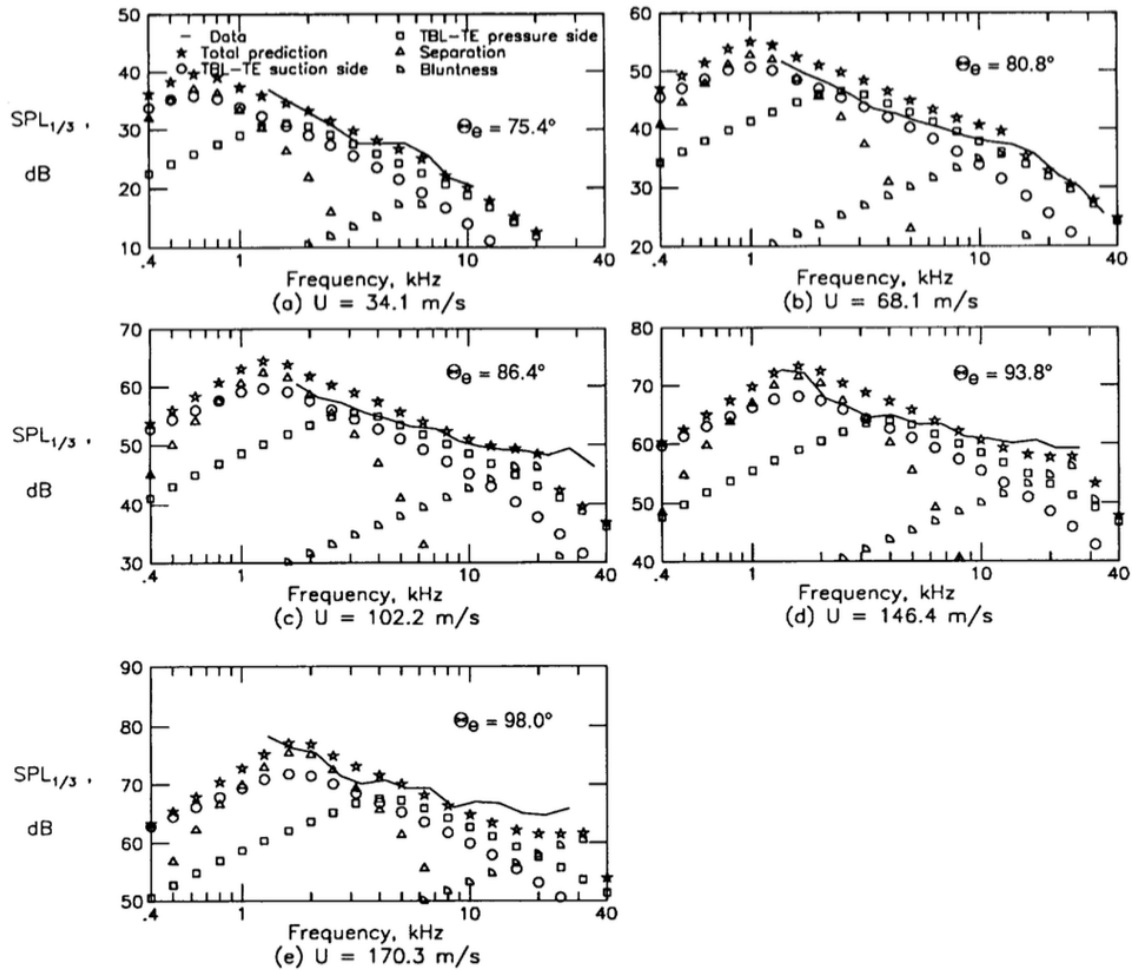 50
— Data
□ TBL-TE pressure side
★ Total prediction
△ Separation
○ TBL-TE suction side
◺ Bluntness
40
SPL1/3 ,
30
dB
20
10
Θe = 75.4°
.4 1 10 40
Frequency, kHz
(a) U = 34.1 m/s
60
50
40
30
20
Θe = 80.8°
.4 1 10 40
Frequency, kHz
(b) U = 68.1 m/s
70
60
SPL1/3 ,
50
dB
40
30
Θe = 86.4°
.4 1 10 40
Frequency, kHz
(c) U = 102.2 m/s
80
70
60
50
40
Θe = 93.8°
.4 1 10 40
Frequency, kHz
(d) U = 146.4 m/s
90
80
SPL1/3 ,
70
dB
60
50
Θe = 98.0°
.4 1 10 40
Frequency, kHz
(e) U = 170.3 m/s